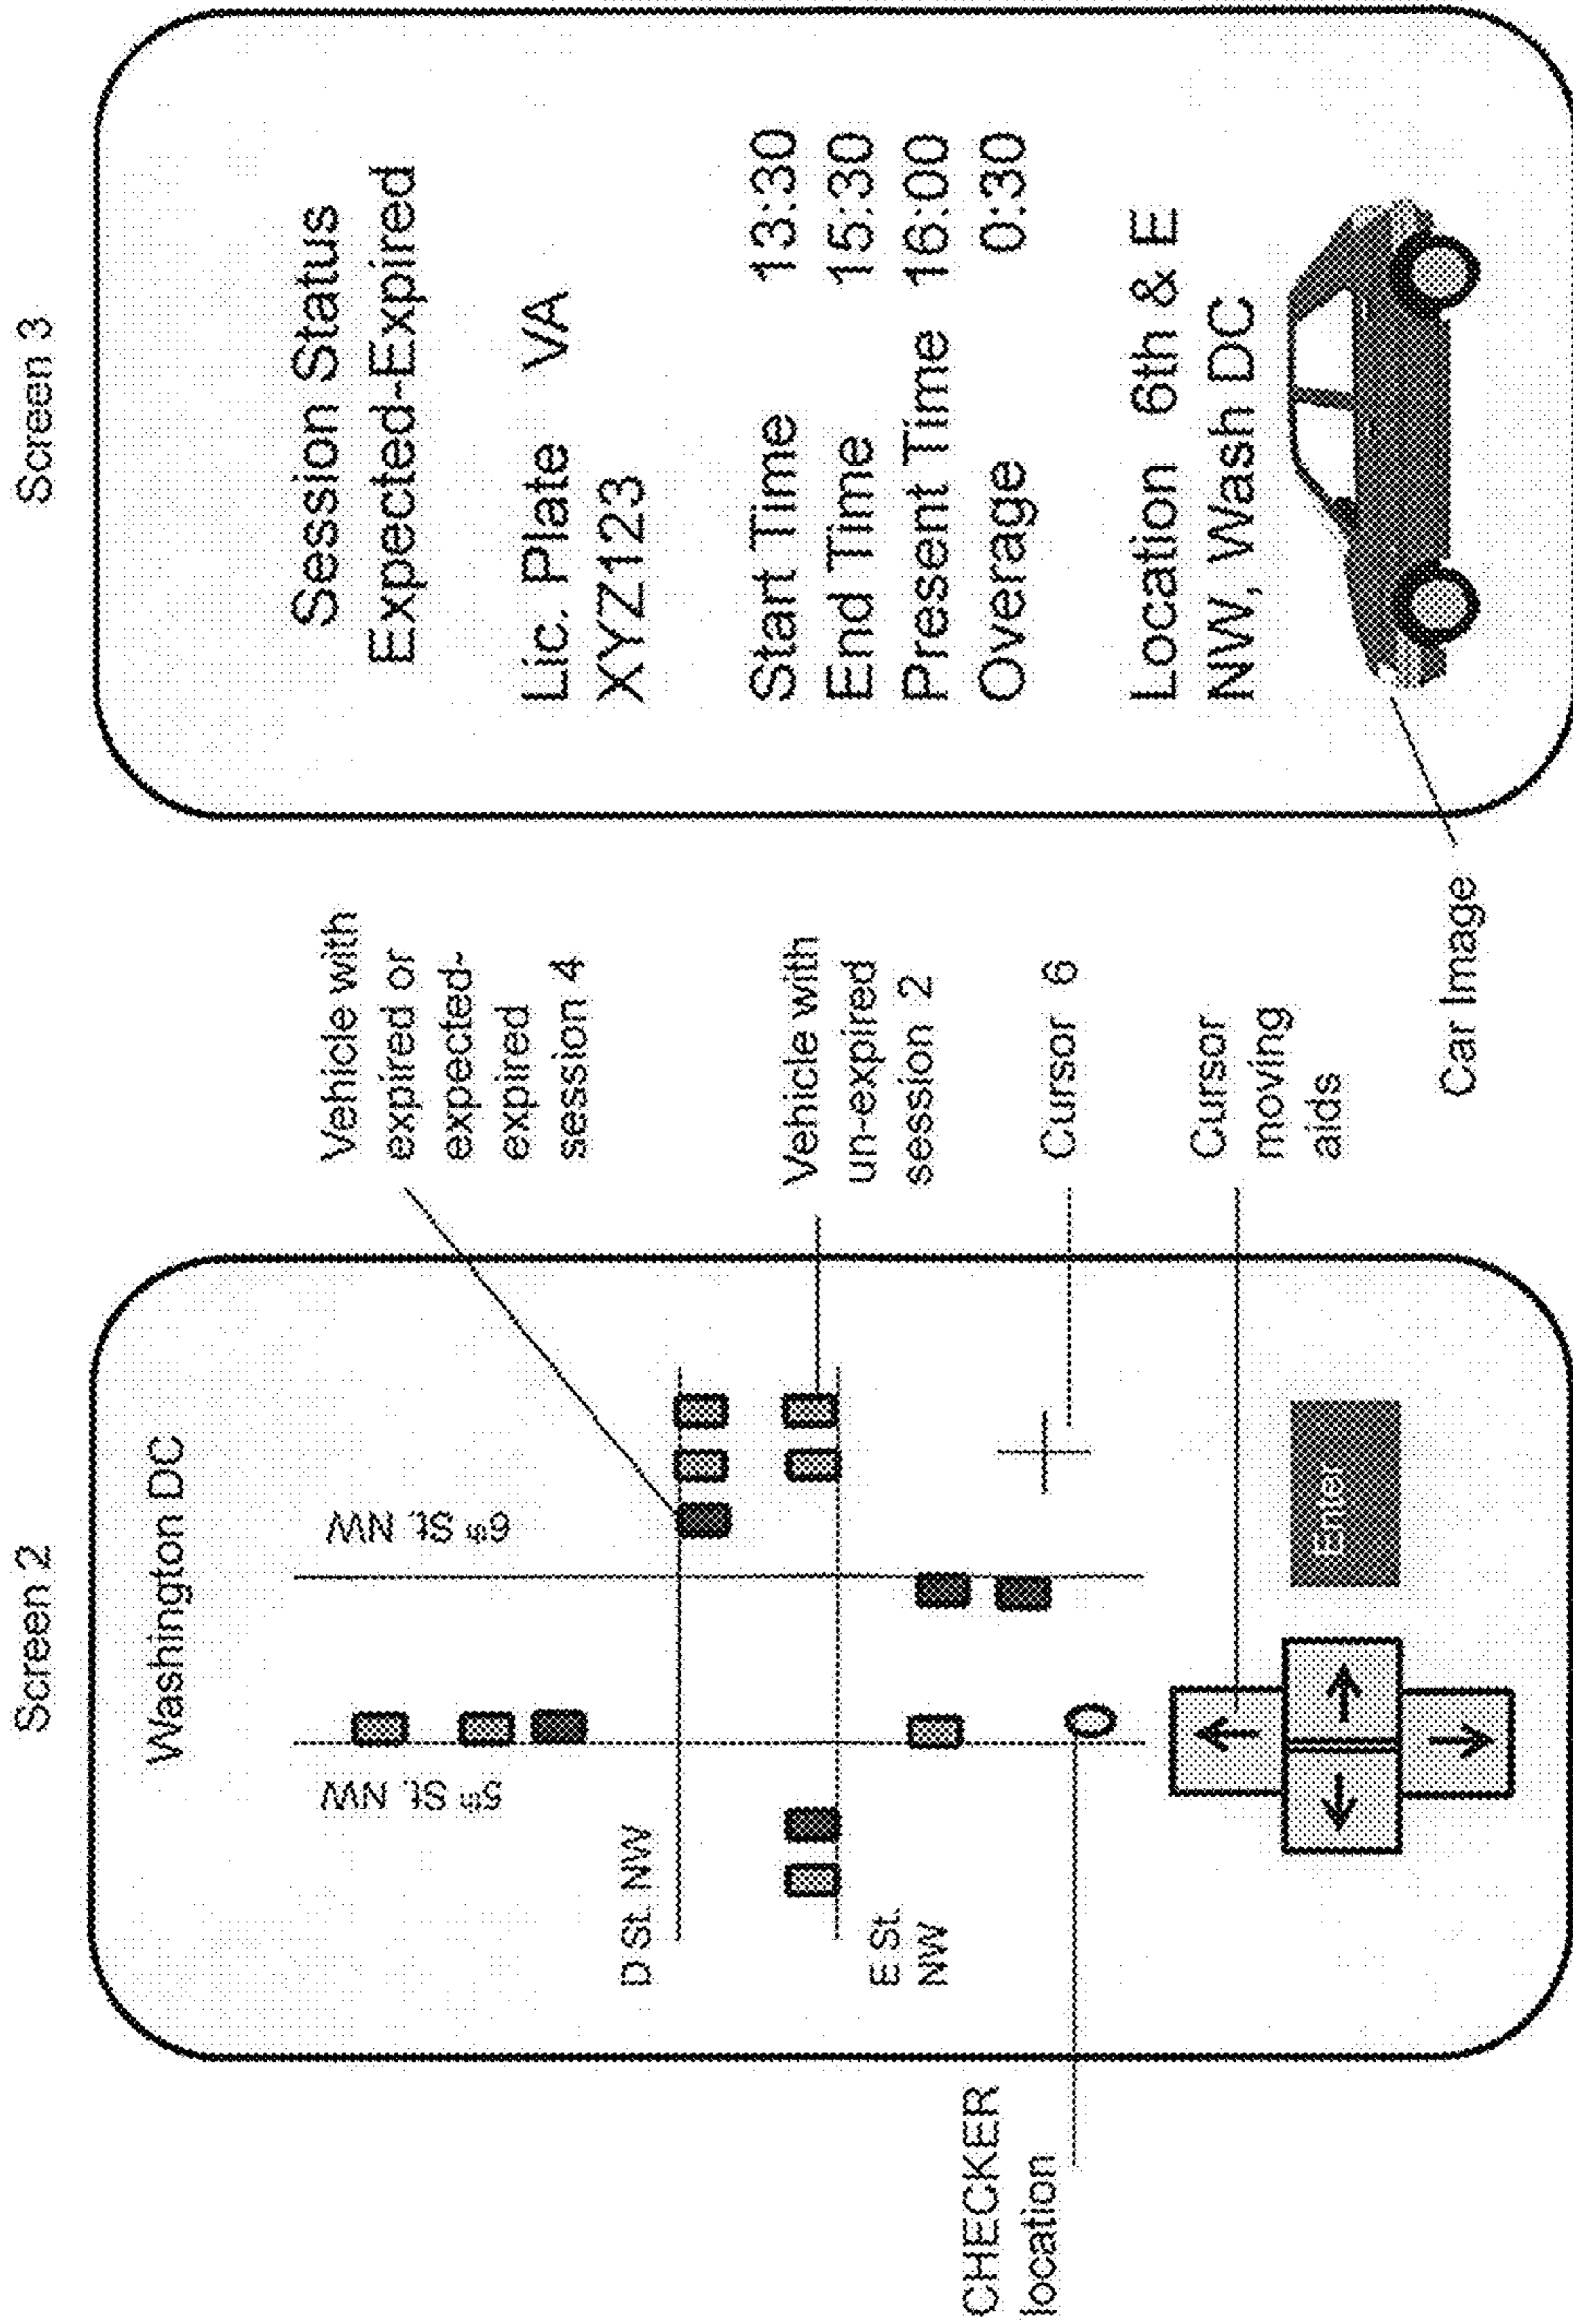 Screen 2
Washington DC
5th St. NW
6th St. NW
D St. NW
E St.
NW
Enter
CHECKER
location
Vehicle with
expired or
expected-
expired
session 4
Vehicle with
un-expired
session 2
Cursor 6
Cursor
moving
aids
Car Image
Screen 3
Session Status
Expected-Expired
Lic. Plate VA
XYZ123
Start Time 13:30
End Time 15:30
Present Time 16:00
Overage 0:30
Location 6th & E
NW, Wash DC